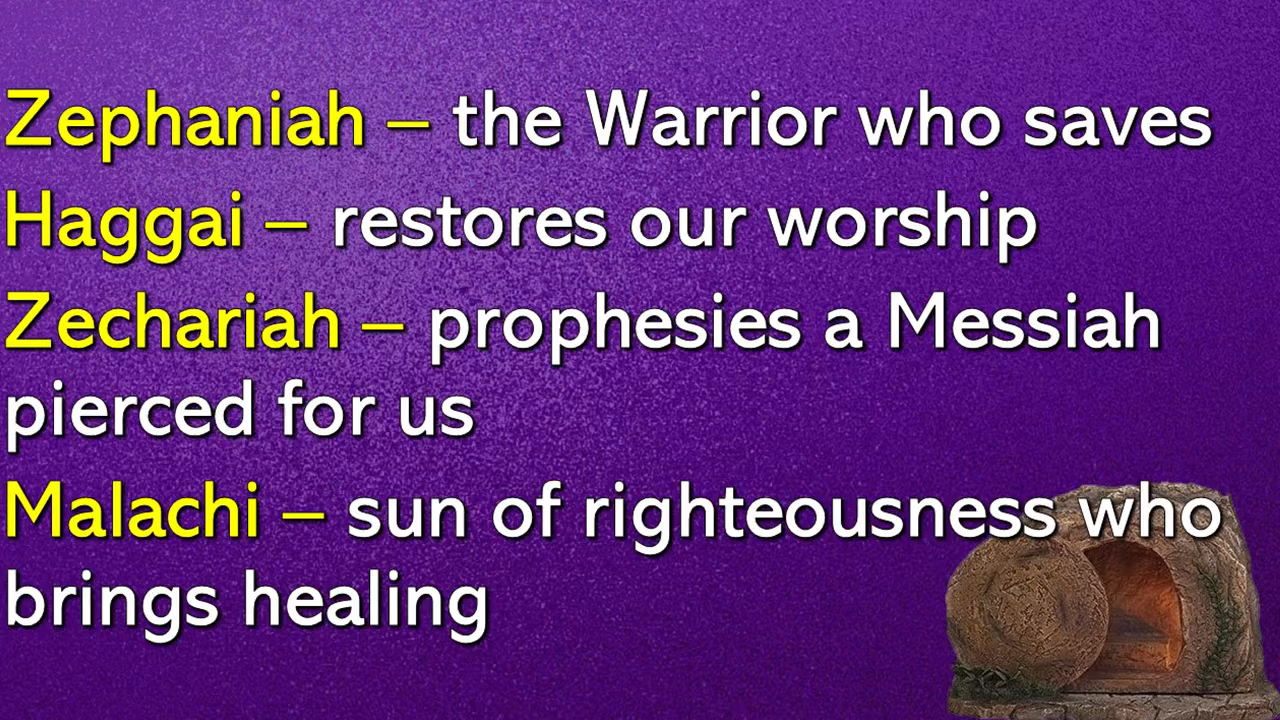 Zephaniah – the Warrior who saves
Haggai – restores our worship
Zechariah – prophesies a Messiah
pierced for us
Malachi – sun of righteousness who
brings healing